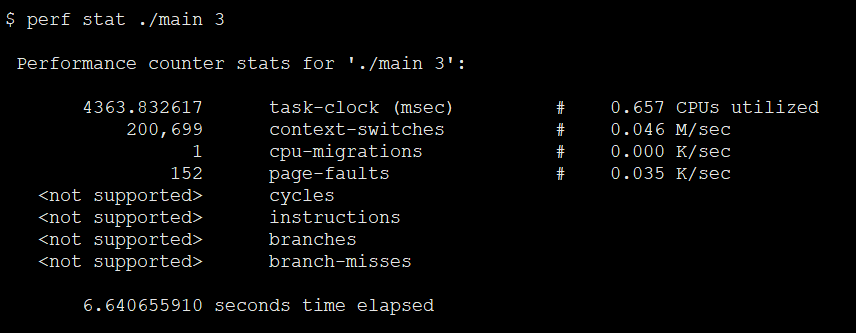 $ perf stat ./main 3
Performance counter stats for './main 3':
4363.832617 task-clock (msec) # 0.657 CPUs utilized
200,699 context-switches # 0.046 M/sec
1 cpu-migrations # 0.000 K/sec
152 page-faults # 0.035 K/sec
<not supported> cycles
<not supported> instructions
<not supported> branches
<not supported> branch-misses
6.640655910 seconds time elapsed